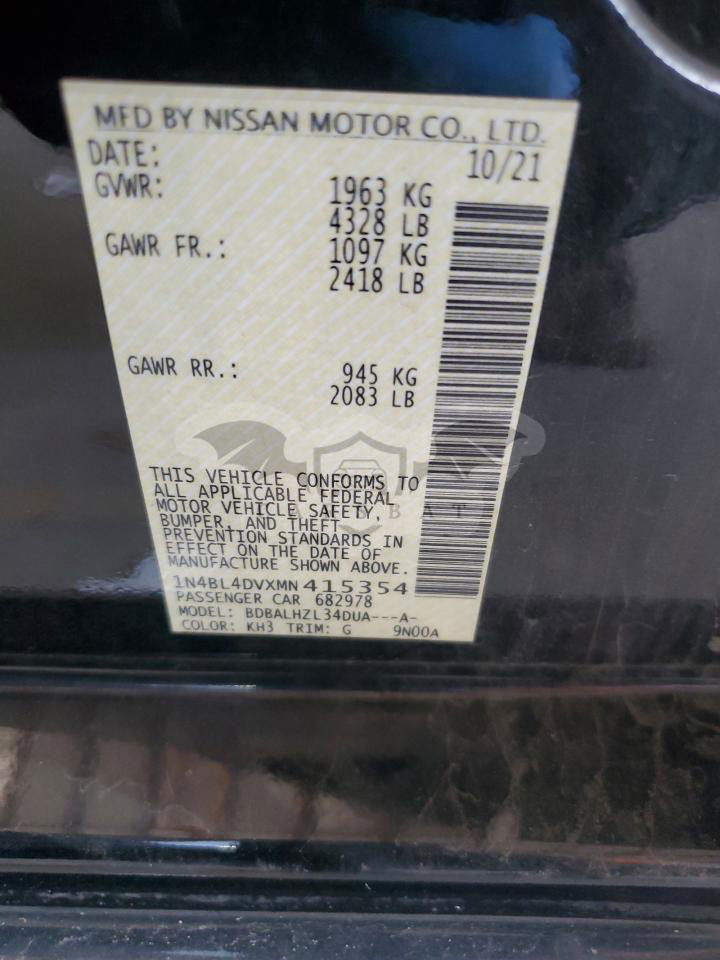 MFD BY NISSAN MOTOR CO., LTD.
DATE: 10/21
GVWR: 1963 KG
4328 LB
GAWR FR.: 1097 KG
2418 LB
GAWR RR.: 945 KG
2083 LB
THIS VEHICLE CONFORMS TO
ALL APPLICABLE FEDERAL
MOTOR VEHICLE SAFETY,
BUMPER, AND THEFT
PREVENTION STANDARDS IN
EFFECT ON THE DATE OF
MANUFACTURE SHOWN ABOVE.
1N4BL4DVXMN415354
PASSENGER CAR 682978
MODEL: BDBALHZL34DUA---A-
COLOR: KH3 TRIM: G 9N00A